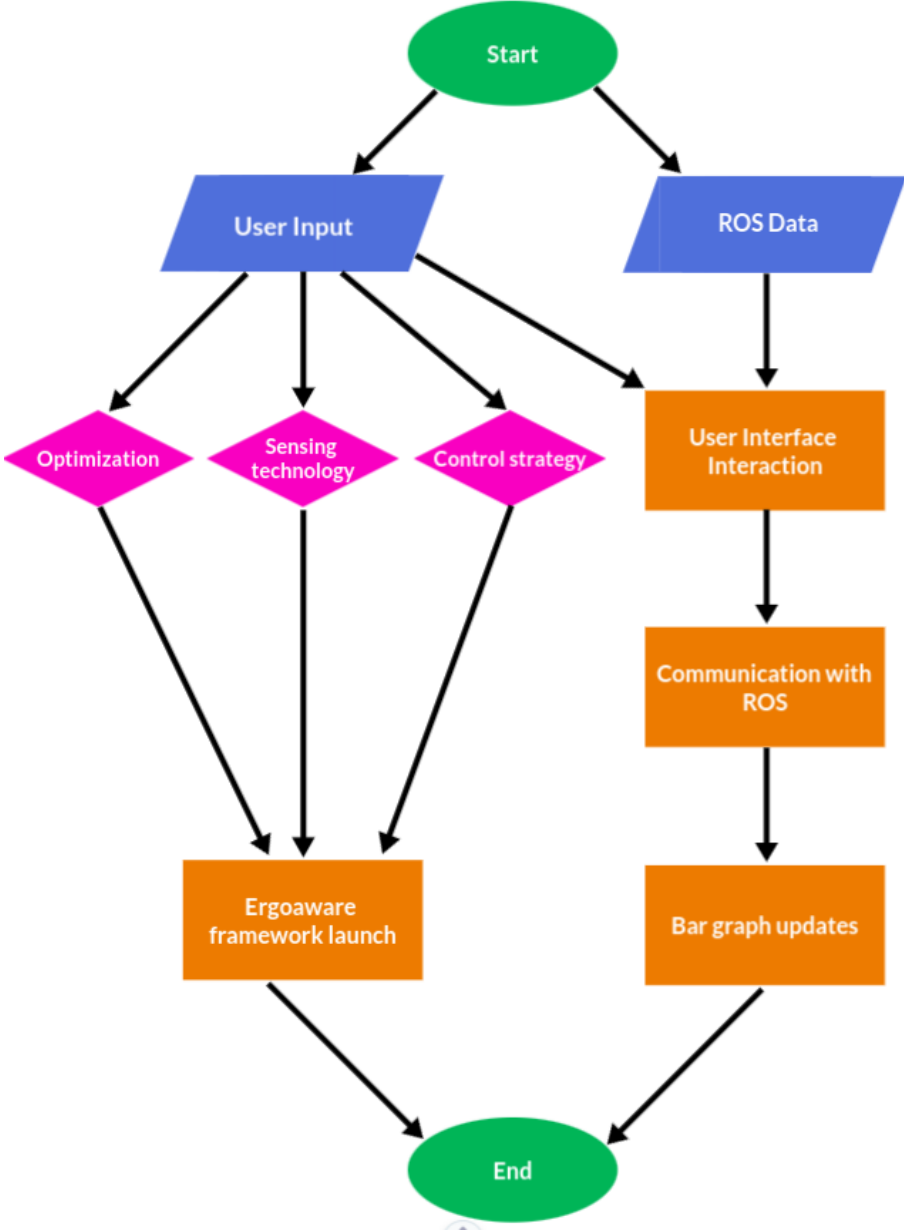 Start
User Input
ROS Data
Optimization
Sensing
technology
Control strategy
User Interface
Interaction
Communication with
ROS
Ergoaware
framework launch
Bar graph updates
End